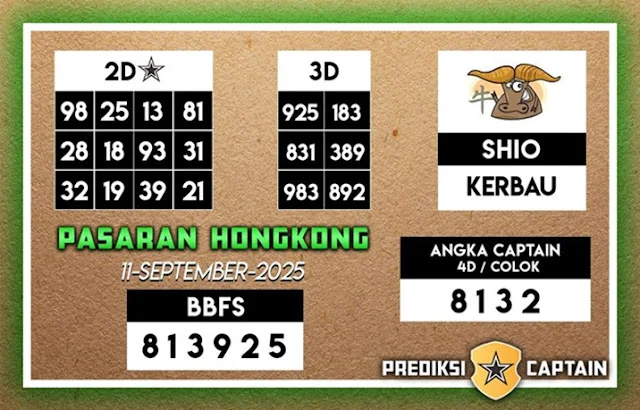 2D
98 25 13 81
28 18 93 31
32 19 39 21
3D
925 183
831 389
983 892
牛
SHIO
KERBAU
PASARAN HONGKONG
11-SEPTEMBER-2025
BBFS
813925
ANGKA CAPTAIN
4D / COLOK
8132
PREDIKSI CAPTAIN